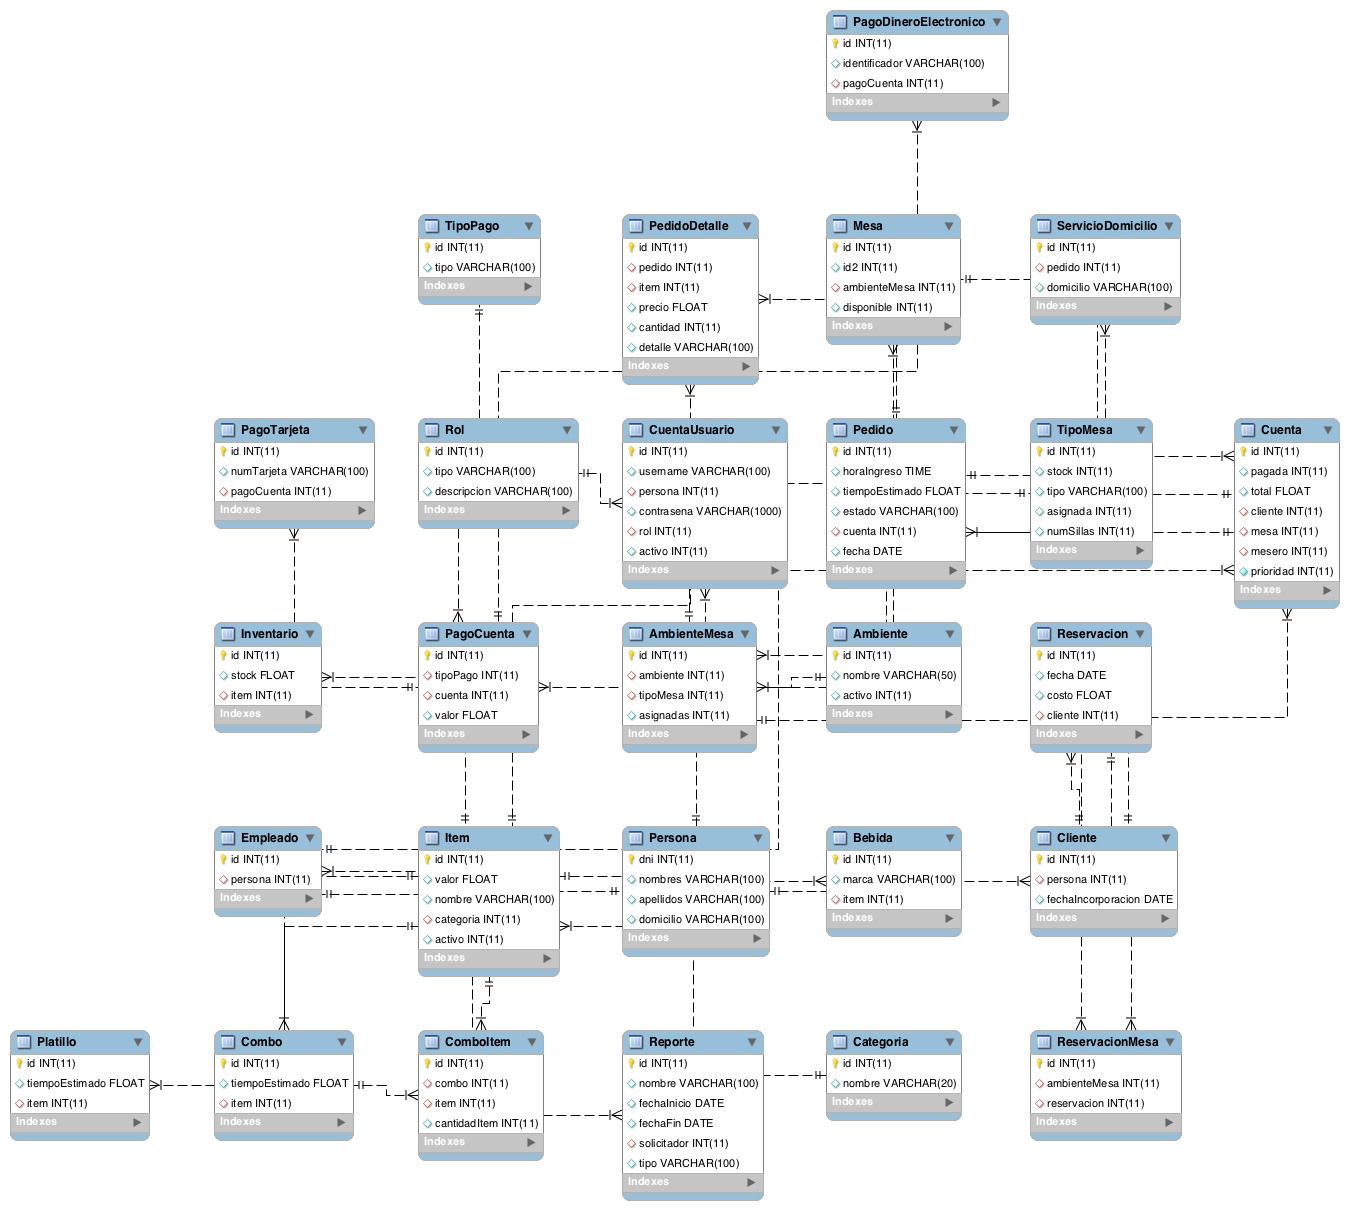 PagoDineroElectronico
id INT(11)
identificador VARCHAR(100)
pagoCuenta INT(11)
Indexes
TipoPago
id INT(11)
tipo VARCHAR(100)
Indexes
PedidoDetalle
id INT(11)
pedido INT(11)
item INT(11)
precio FLOAT
cantidad INT(11)
detalle VARCHAR(100)
Indexes
Mesa
id INT(11)
id2 INT(11)
ambienteMesa INT(11)
disponible INT(11)
Indexes
ServicioDomicilio
id INT(11)
pedido INT(11)
domicilio VARCHAR(100)
Indexes
PagoTarjeta
id INT(11)
numTarjeta VARCHAR(100)
pagoCuenta INT(11)
Indexes
Rol
id INT(11)
tipo VARCHAR(100)
descripcion VARCHAR(100)
Indexes
CuentaUsuario
id INT(11)
username VARCHAR(100)
persona INT(11)
contrasena VARCHAR(1000)
rol INT(11)
activo INT(11)
Indexes
Pedido
id INT(11)
horaIngreso TIME
tiempoEstimado FLOAT
estado VARCHAR(100)
cuenta INT(11)
fecha DATE
Indexes
TipoMesa
id INT(11)
stock INT(11)
tipo VARCHAR(100)
asignada INT(11)
numSillas INT(11)
Indexes
Cuenta
id INT(11)
pagada INT(11)
total FLOAT
cliente INT(11)
mesa INT(11)
mesero INT(11)
prioridad INT(11)
Indexes
Inventario
id INT(11)
stock FLOAT
item INT(11)
Indexes
PagoCuenta
id INT(11)
tipoPago INT(11)
cuenta INT(11)
valor FLOAT
Indexes
AmbienteMesa
id INT(11)
ambiente INT(11)
tipoMesa INT(11)
asignadas INT(11)
Indexes
Ambiente
id INT(11)
nombre VARCHAR(50)
activo INT(11)
Indexes
Reservacion
id INT(11)
fecha DATE
costo FLOAT
cliente INT(11)
Indexes
Empleado
id INT(11)
persona INT(11)
Indexes
Item
id INT(11)
valor FLOAT
nombre VARCHAR(100)
categoria INT(11)
activo INT(11)
Indexes
Persona
dni INT(11)
nombres VARCHAR(100)
apellidos VARCHAR(100)
domicilio VARCHAR(100)
Indexes
Bebida
id INT(11)
marca VARCHAR(100)
item INT(11)
Indexes
Cliente
id INT(11)
persona INT(11)
fechaIncorporacion DATE
Indexes
Platillo
id INT(11)
tiempoEstimado FLOAT
item INT(11)
Indexes
Combo
id INT(11)
tiempoEstimado FLOAT
item INT(11)
Indexes
ComboItem
id INT(11)
combo INT(11)
item INT(11)
cantidadItem INT(11)
Indexes
Reporte
id INT(11)
nombre VARCHAR(100)
fechaInicio DATE
fechaFin DATE
solicitador INT(11)
tipo VARCHAR(100)
Indexes
Categoria
id INT(11)
nombre VARCHAR(20)
Indexes
ReservacionMesa
id INT(11)
ambienteMesa INT(11)
reservacion INT(11)
Indexes